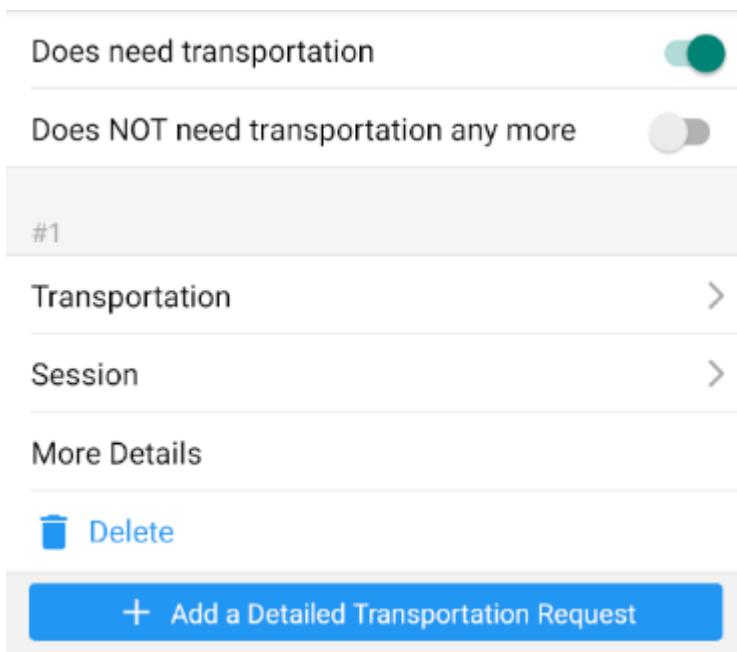 Does need transportation
Does NOT need transportation any more
#1
Transportation
Session
More Details
Delete
+ Add a Detailed Transportation Request